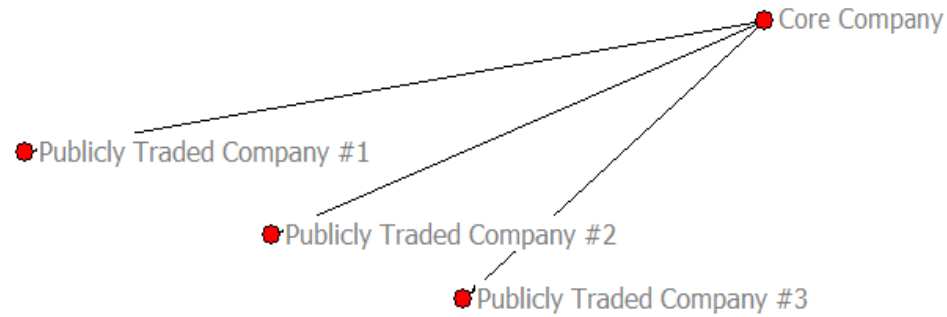 Core Company
Publicly Traded Company #1
Publicly Traded Company #2
Publicly Traded Company #3